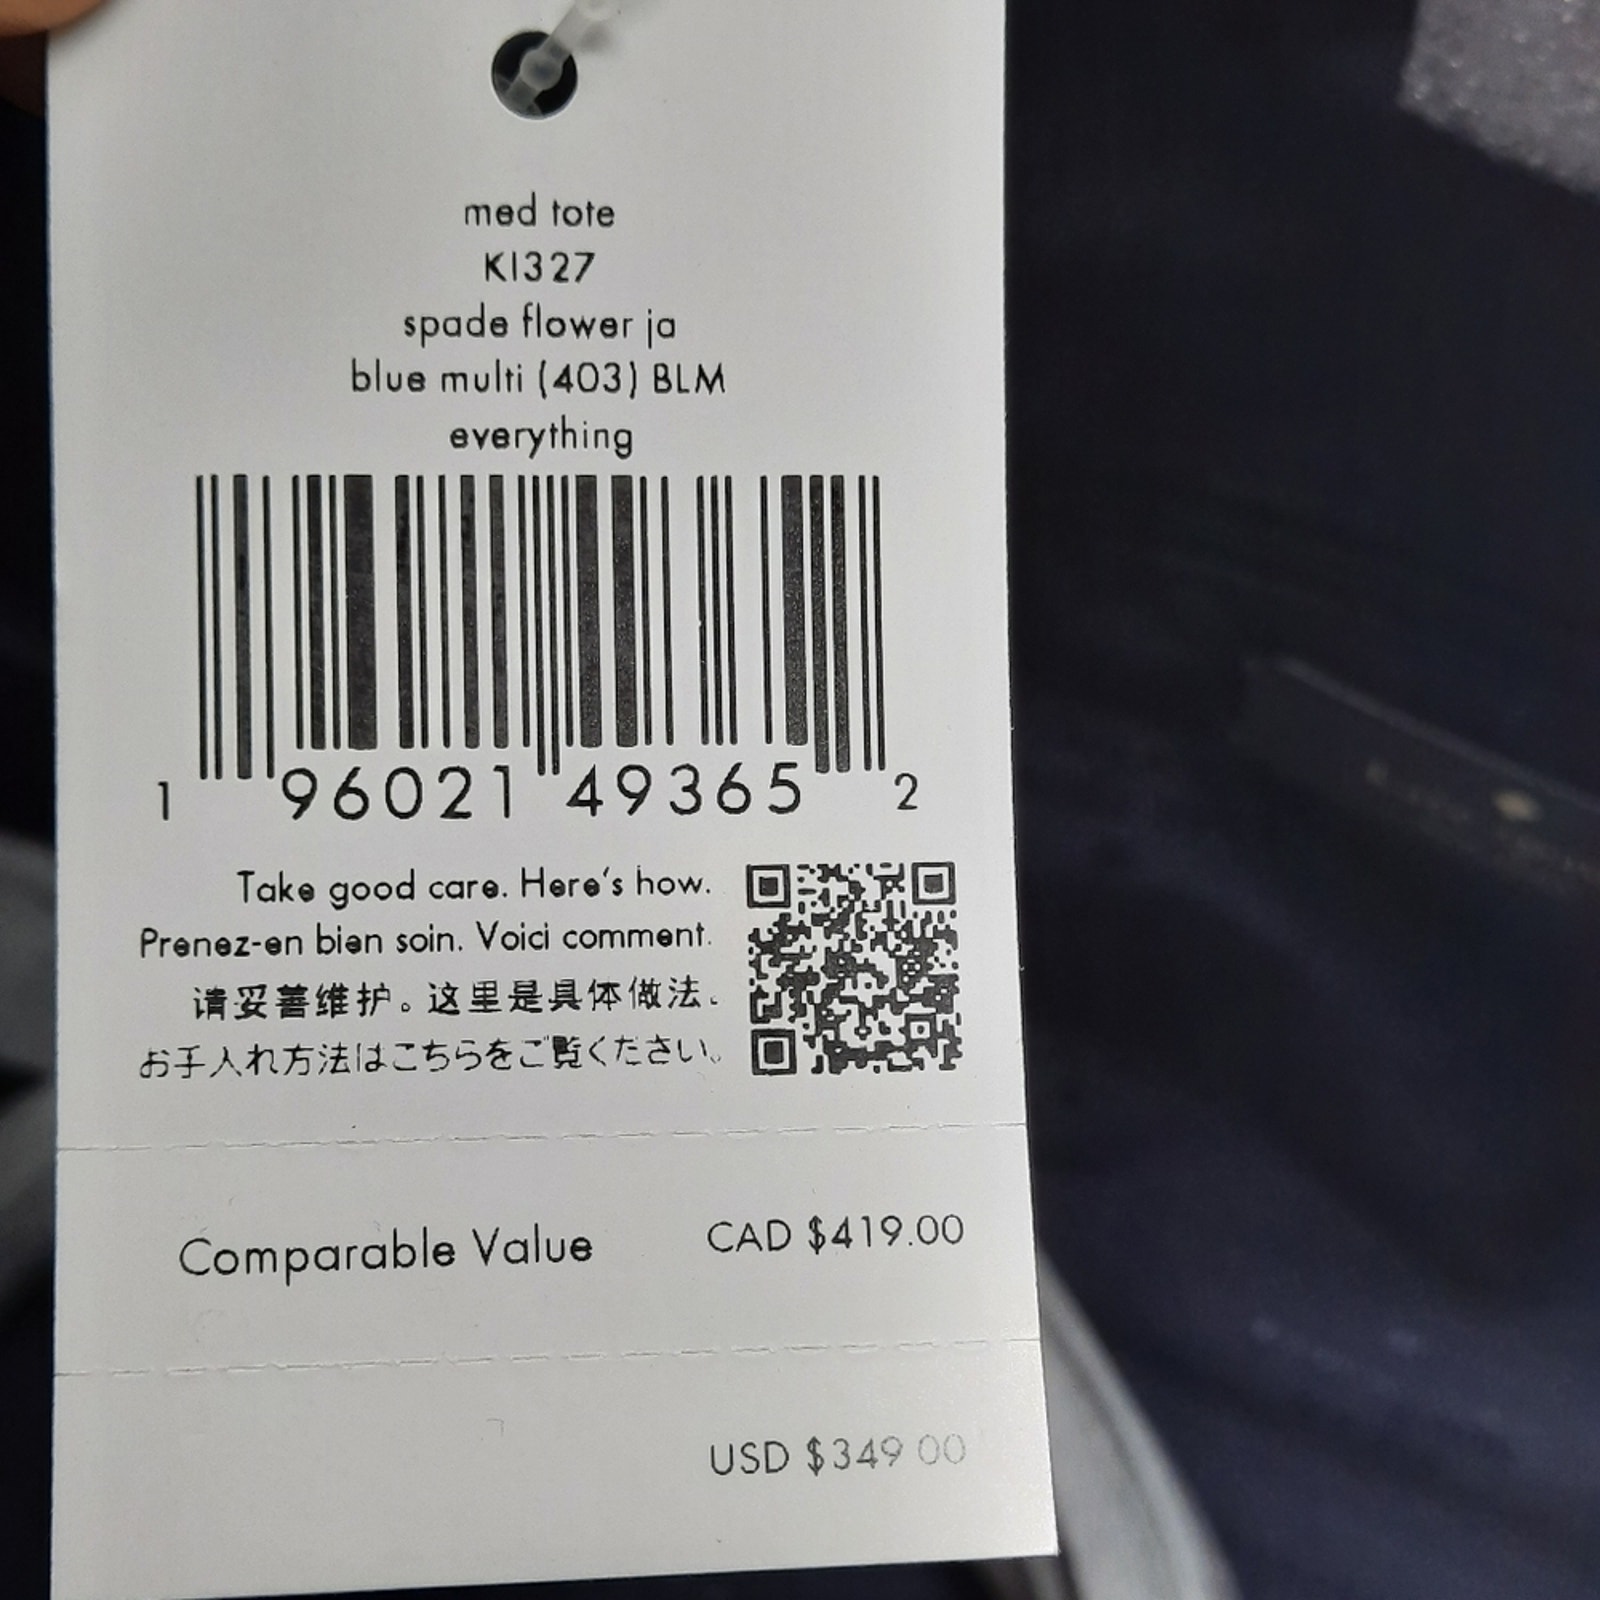 med tote
K1327
spade flower ja
blue multi (403) BLM
everything
1 96021 49365 2
Take good care. Here's how.
Prenez-en bien soin. Voici comment.
请妥善维护。这里是具体做法。
お手入れ方法はこちらをご覧ください。
Comparable Value CAD $419.00
USD $349 00